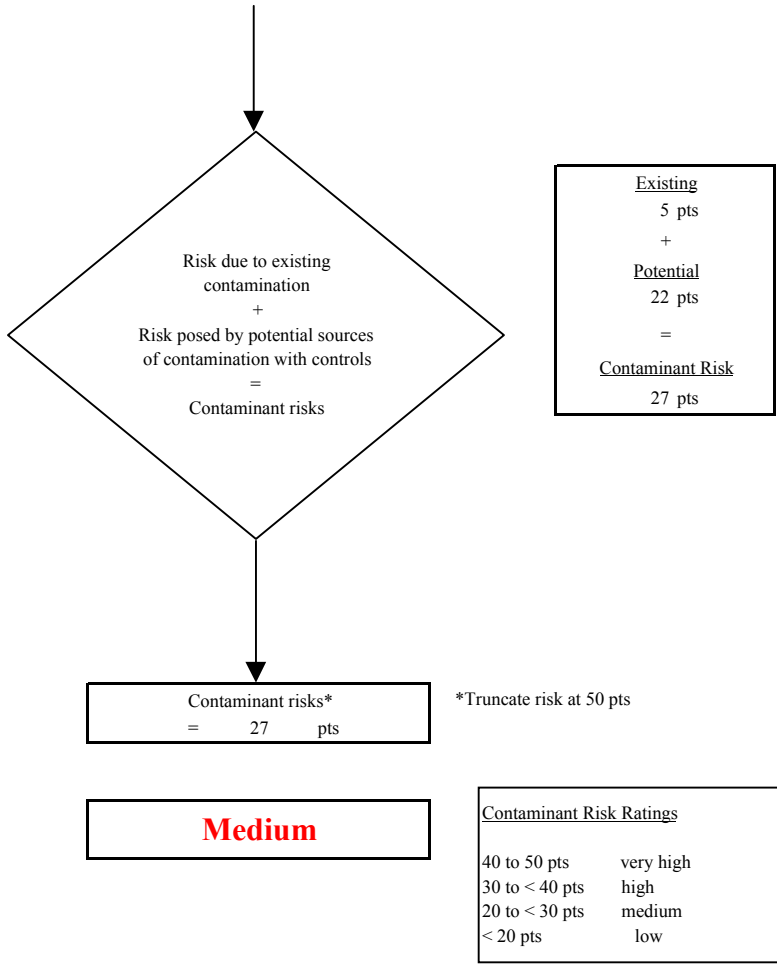 Risk due to existing
contamination
+
Risk posed by potential sources
of contamination with controls
=
Contaminant risks
Existing
5 pts
+
Potential
22 pts
=
Contaminant Risk
27 pts
Contaminant risks*
= 27 pts
*Truncate risk at 50 pts
Medium
Contaminant Risk Ratings
40 to 50 pts very high
30 to < 40 pts high
20 to < 30 pts medium
< 20 pts low